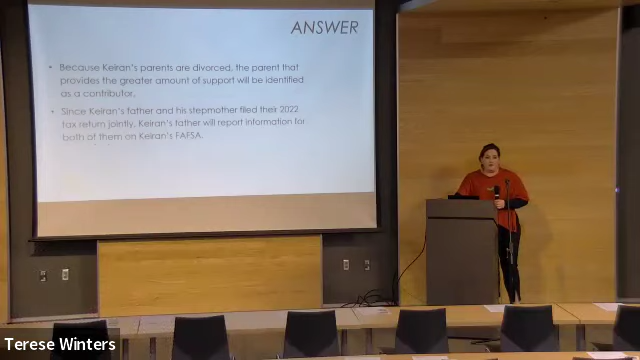 ANSWER
• Because Keiran's parents are divorced, the parent that
provides the greater amount of support will be identified
as a contributor.
• Since Keiran's father and his stepmother filed their 2022
tax return jointly, Keiran's father will report information for
both of them on Keiran's FAFSA.
Terese Winters